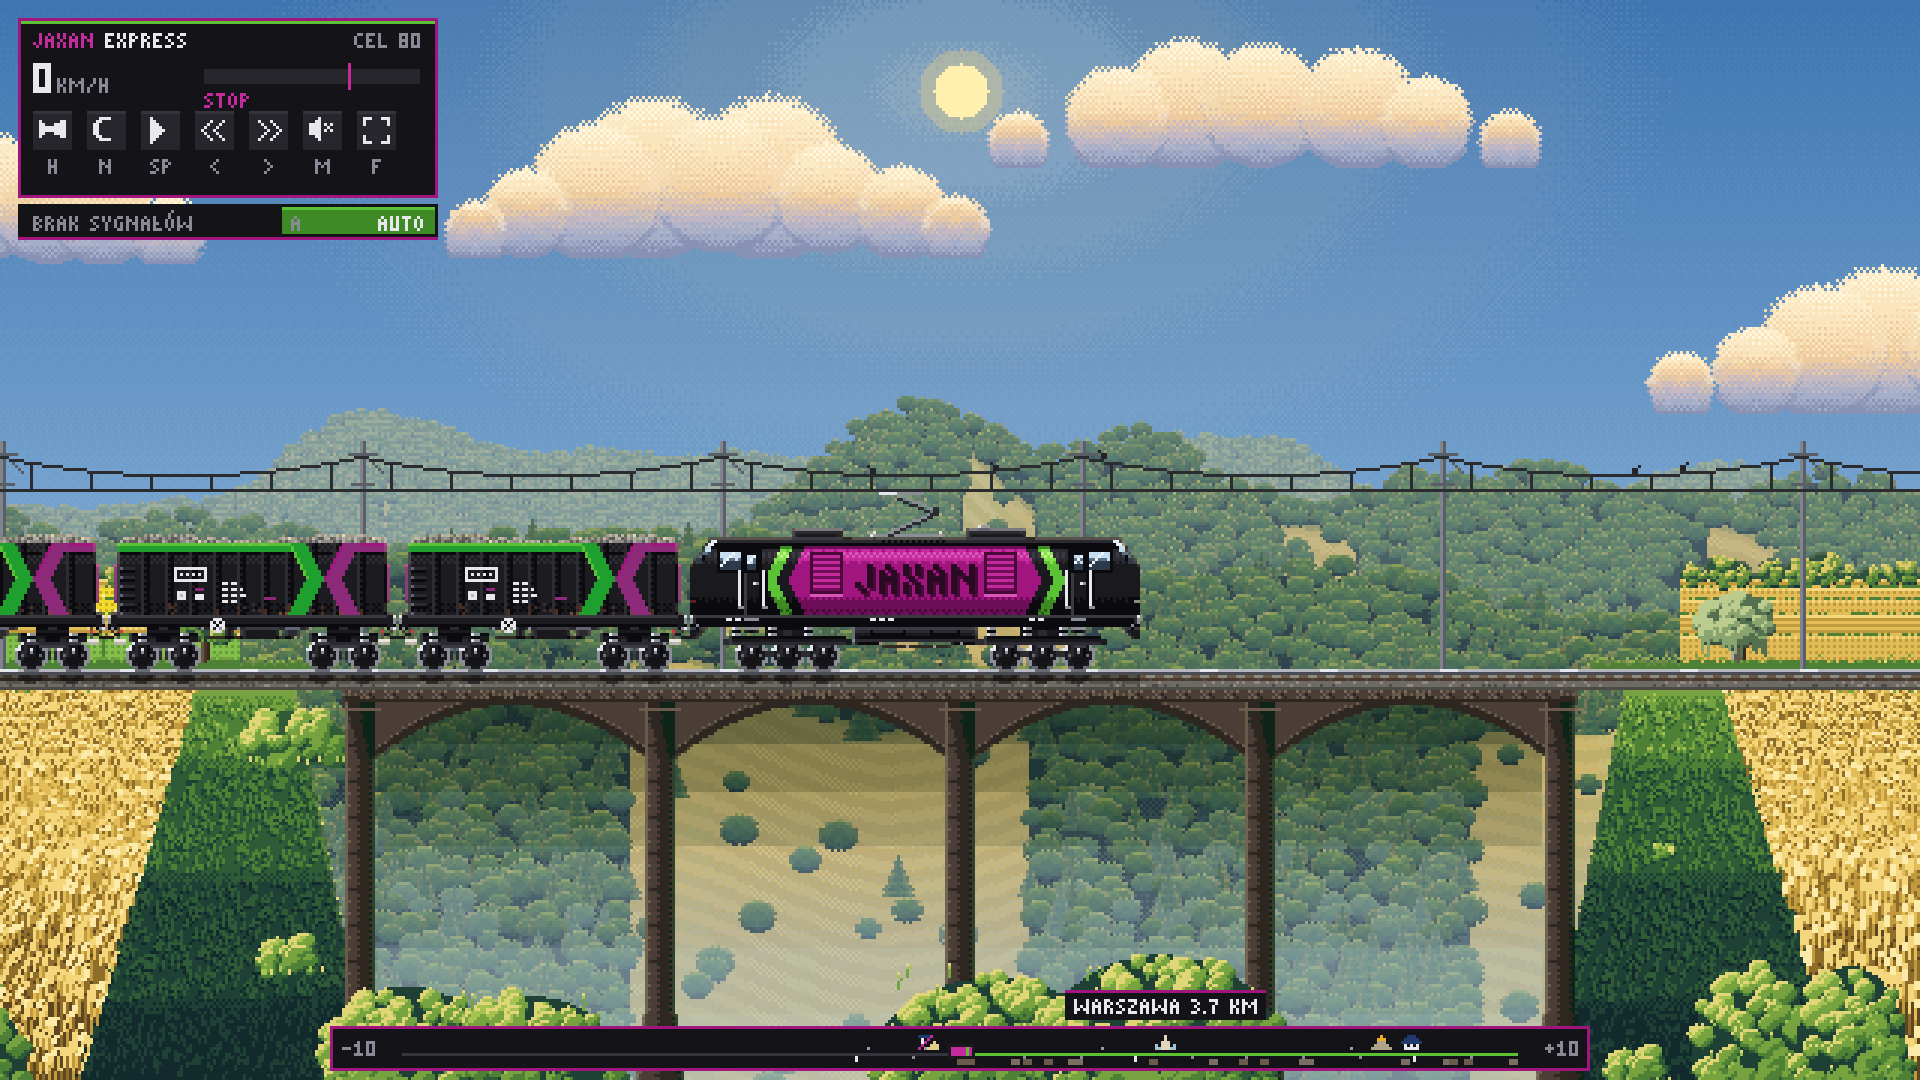 JAXAN EXPRESS CEL 80
0 KM/H
STOP
H N SP < > M F
BRAK SYGNAŁÓW A AUTO
JAXAN
WARSZAWA 3.7 KM
-10 +10